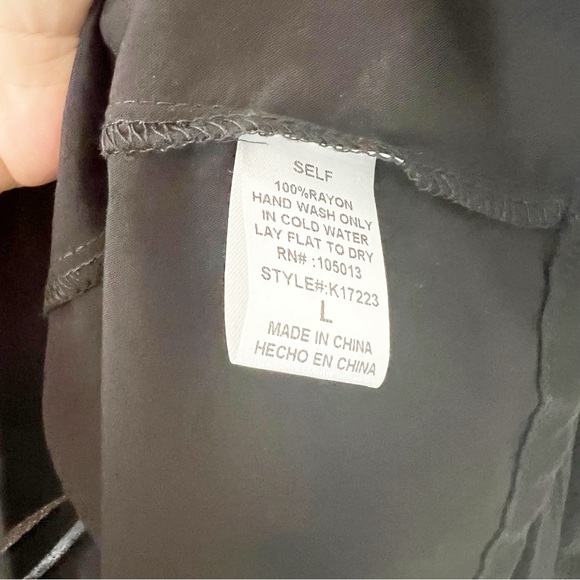 SELF
100%RAYON
HAND WASH ONLY
IN COLD WATER
LAY FLAT TO DRY
RN# :105013
STYLE#:K17223
L
MADE IN CHINA
HECHO EN CHINA